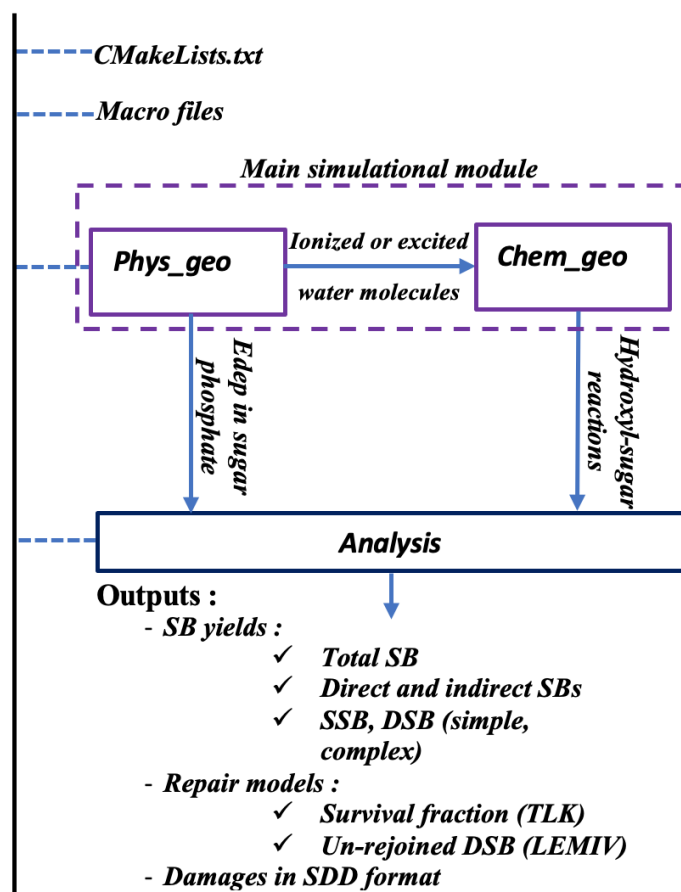 CMakeLists.txt
Macro files
Main simulational module
Phys_geo
Ionized or excited
water molecules
Chem_geo
Edep in sugar
phosphate
Hydroxyl-sugar
reactions
Analysis
Outputs :
- SB yields :
✓ Total SB
✓ Direct and indirect SBs
✓ SSB, DSB (simple,
complex)
- Repair models :
✓ Survival fraction (TLK)
✓ Un-rejoined DSB (LEMIV)
- Damages in SDD format